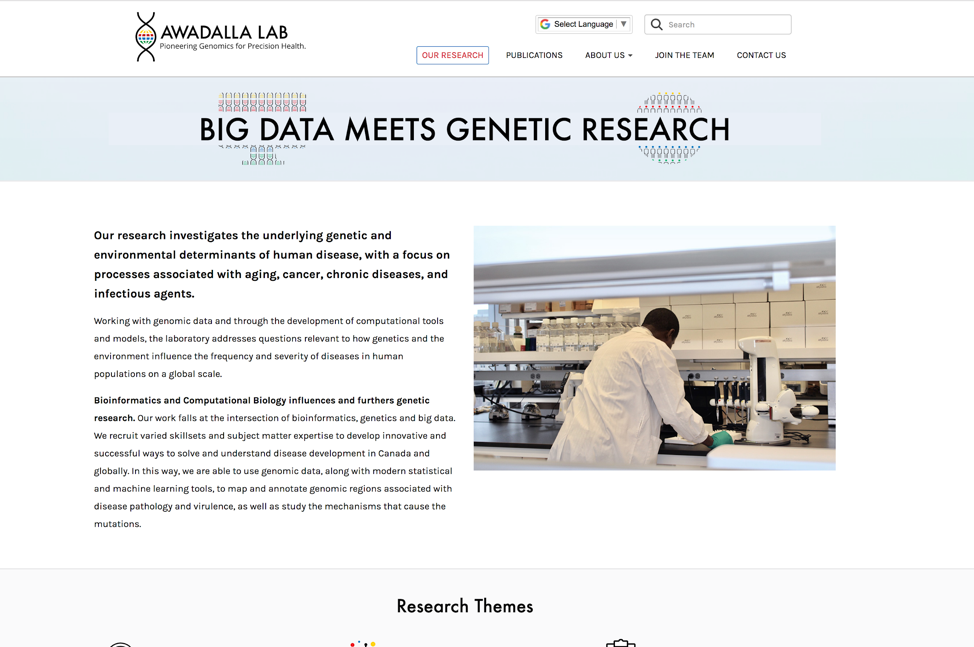 AWADALLA LAB
Pioneering Genomics for Precision Health.
Select Language ▼
Search
OUR RESEARCH
PUBLICATIONS
ABOUT US
JOIN THE TEAM
CONTACT US
BIG DATA MEETS GENETIC RESEARCH
Our research investigates the underlying genetic and
environmental determinants of human disease, with a focus on
processes associated with aging, cancer, chronic diseases, and
infectious agents.
Working with genomic data and through the development of computational tools
and models, the laboratory addresses questions relevant to how genetics and the
environment influence the frequency and severity of diseases in human
populations on a global scale.
Bioinformatics and Computational Biology influences and furthers genetic
research. Our work falls at the intersection of bioinformatics, genetics and big data.
We recruit varied skillsets and subject matter expertise to develop innovative and
successful ways to solve and understand disease development in Canada and
globally. In this way, we are able to use genomic data, along with modern statistical
and machine learning tools, to map and annotate genomic regions associated with
disease pathology and virulence, as well as study the mechanisms that cause the
mutations.
Research Themes